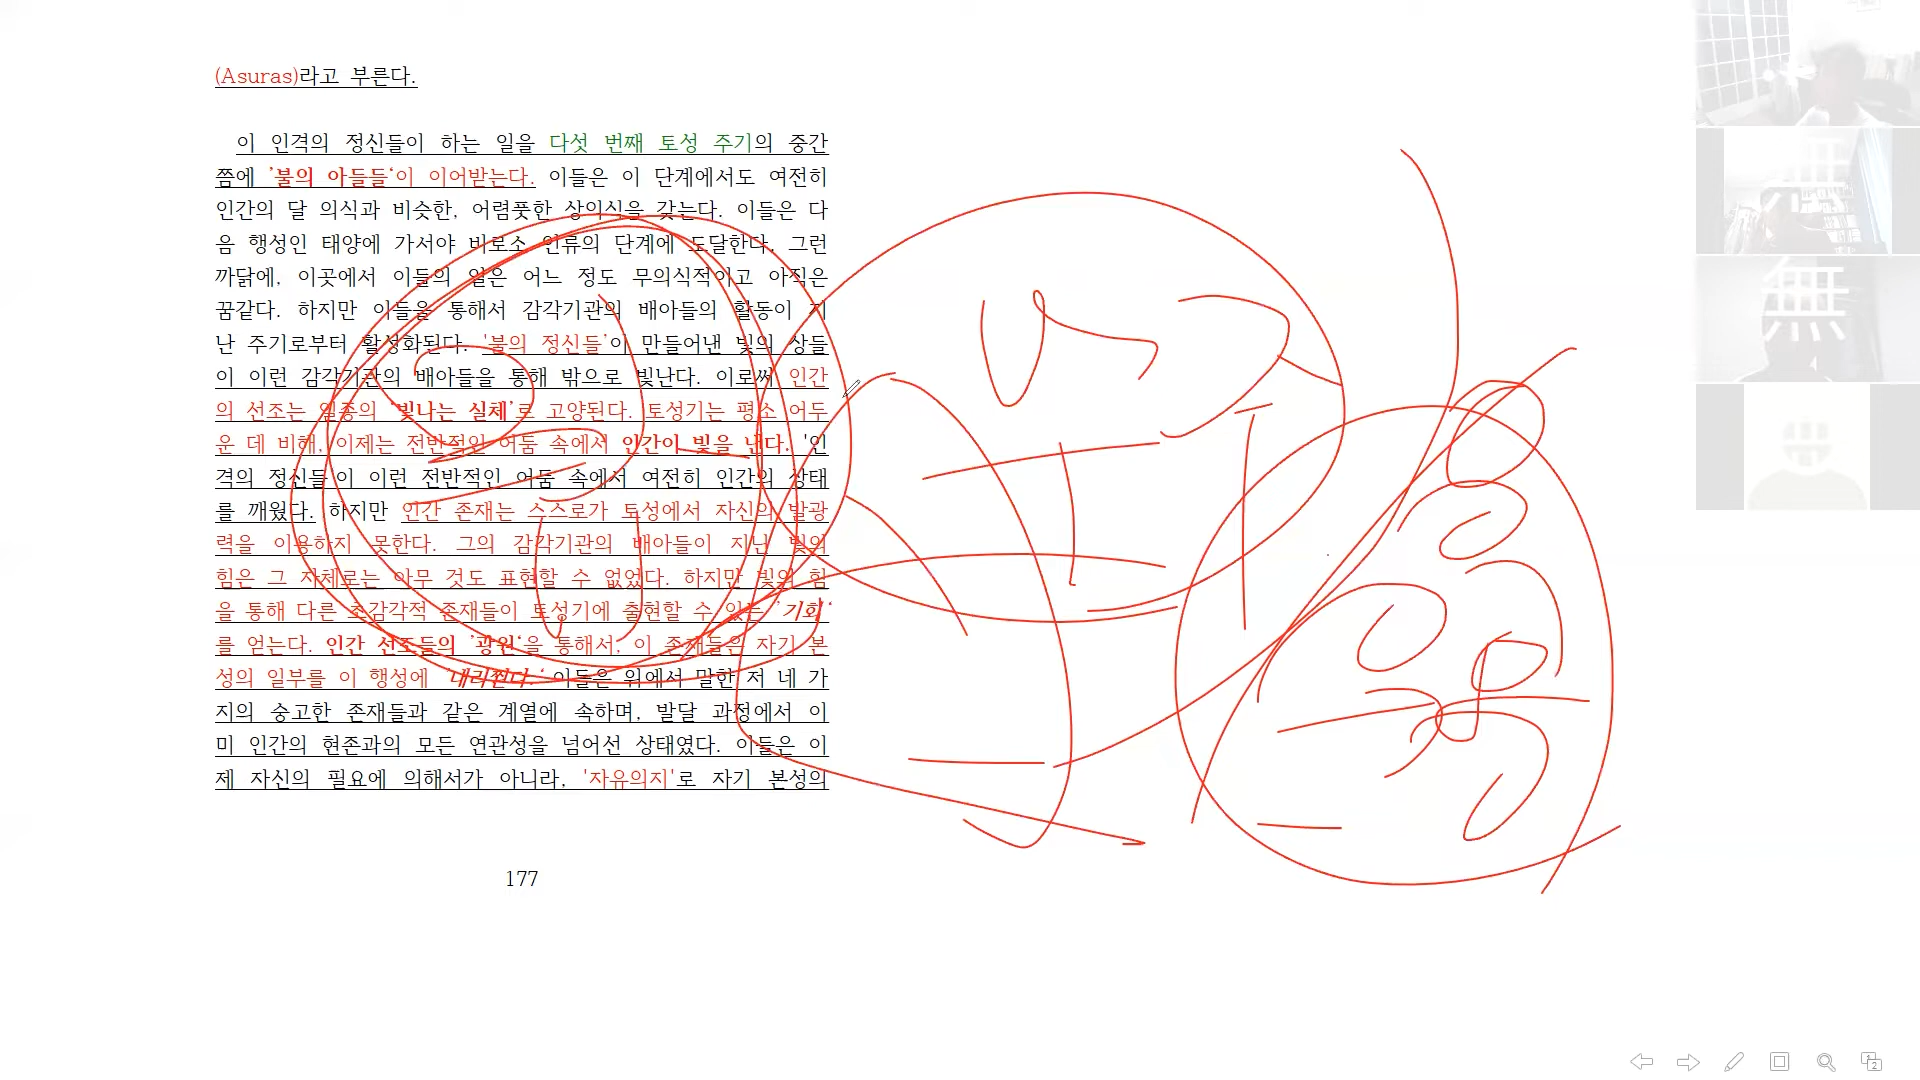 (Asuras)라고 부른다.
이 인격의 정신들이 하는 일을 다섯 번째 토성 주기의 중간
쯤에 '불의 아들들'이 이어받는다. 이들은 이 단계에서도 여전히
인간의 달 의식과 비슷한, 어렴풋한 상의식을 갖는다. 이들은 다
음 행성인 태양에 가서야 비로소 인류의 단계에 도달한다. 그런
까닭에, 이곳에서 이들의 일은 어느 정도 무의식적이고 아직은
꿈같다. 하지만 이들을 통해서 감각기관의 배아들의 활동이 지
난 주기로부터 활성화된다. '불의 정신들'이 만들어낸 빛의 상들
이 이런 감각기관의 배아들을 통해 밖으로 빛난다. 이로써 인간
의 선조는 일종의 '빛나는 실체'로 고양된다. 토성기는 평소 어두
운 데 비해, 이제는 전반적인 어둠 속에서 인간이 빛을 낸다. '인
격의 정신들'이 이런 전반적인 어둠 속에서 여전히 인간의 상태
를 깨웠다. 하지만 인간 존재는 스스로가 토성에서 자신의 발광
력을 이용하지 못한다. 그의 감각기관의 배아들이 지닌 빛의
힘은 그 자체로는 아무 것도 표현할 수 없었다. 하지만 빛의 힘
을 통해 다른 초감각적 존재들이 토성기에 출현할 수 있는 '기회'
를 얻는다. 인간 선조들의 '광원'을 통해서, 이 존재들은 자기 본
성의 일부를 이 행성에 '내리쬔다.' 이들은 위에서 말한 저 네 가
지의 숭고한 존재들과 같은 계열에 속하며, 발달 과정에서 이
미 인간의 현존과의 모든 연관성을 넘어선 상태였다. 이들은 이
제 자신의 필요에 의해서가 아니라, '자유의지'로 자기 본성의
177
無
無
無